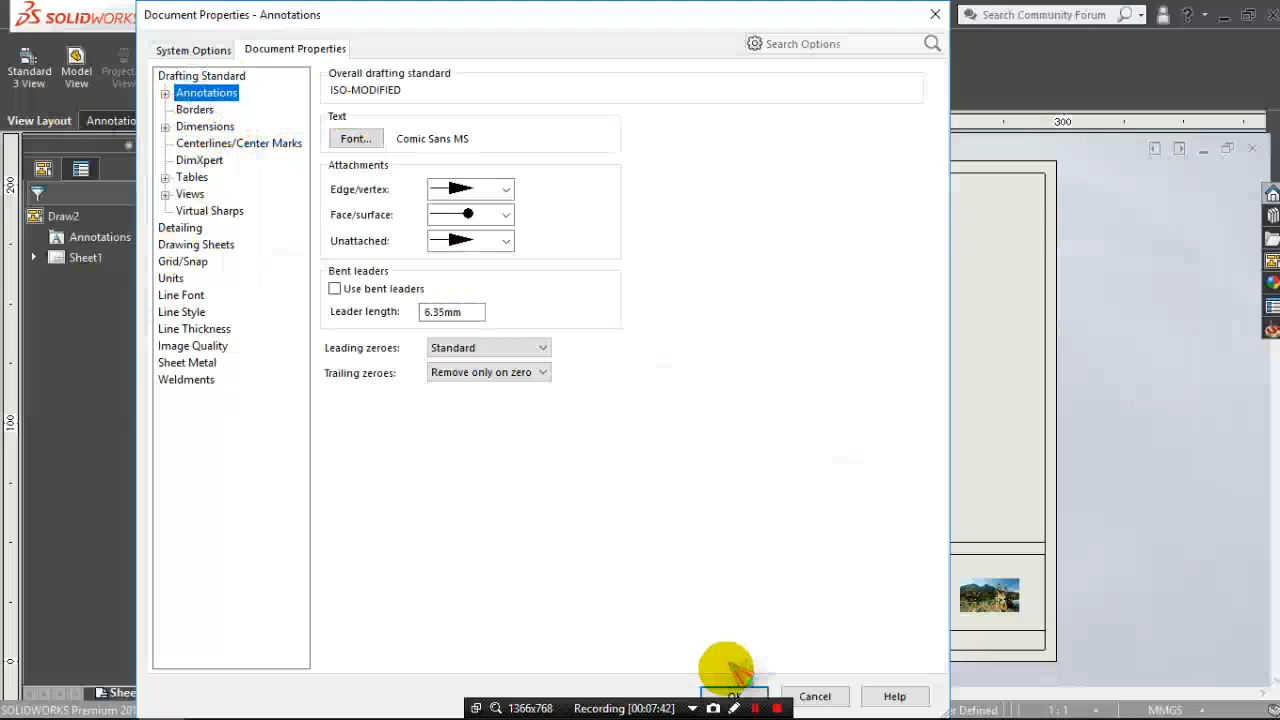 SOLIDWORKS
Document Properties - Annotations
Search Community Forum
?
System Options
Document Properties
Search Options
Standard
3 View
Model
View
View Layout
Drafting Standard
Annotations
Borders
Dimensions
Centerlines/Center Marks
DimXpert
Tables
Views
Virtual Sharps
Detailing
Drawing Sheets
Grid/Snap
Units
Line Font
Line Style
Line Thickness
Image Quality
Sheet Metal
Weldments
Overall drafting standard
ISO-MODIFIED
Text
Font...
Comic Sans MS
Attachments
Edge/vertex:
Face/surface:
Unattached:
Bent leaders
Use bent leaders
Leader length:
6.35mm
Leading zeroes:
Standard
Trailing zeroes:
Remove only on zero
Draw2
Annotations
Sheet1
200
100
0
300
OK
Cancel
Help
1366x768
Recording [00:07:42]
SOLIDWORKS Premium
1 : 1
MMGS